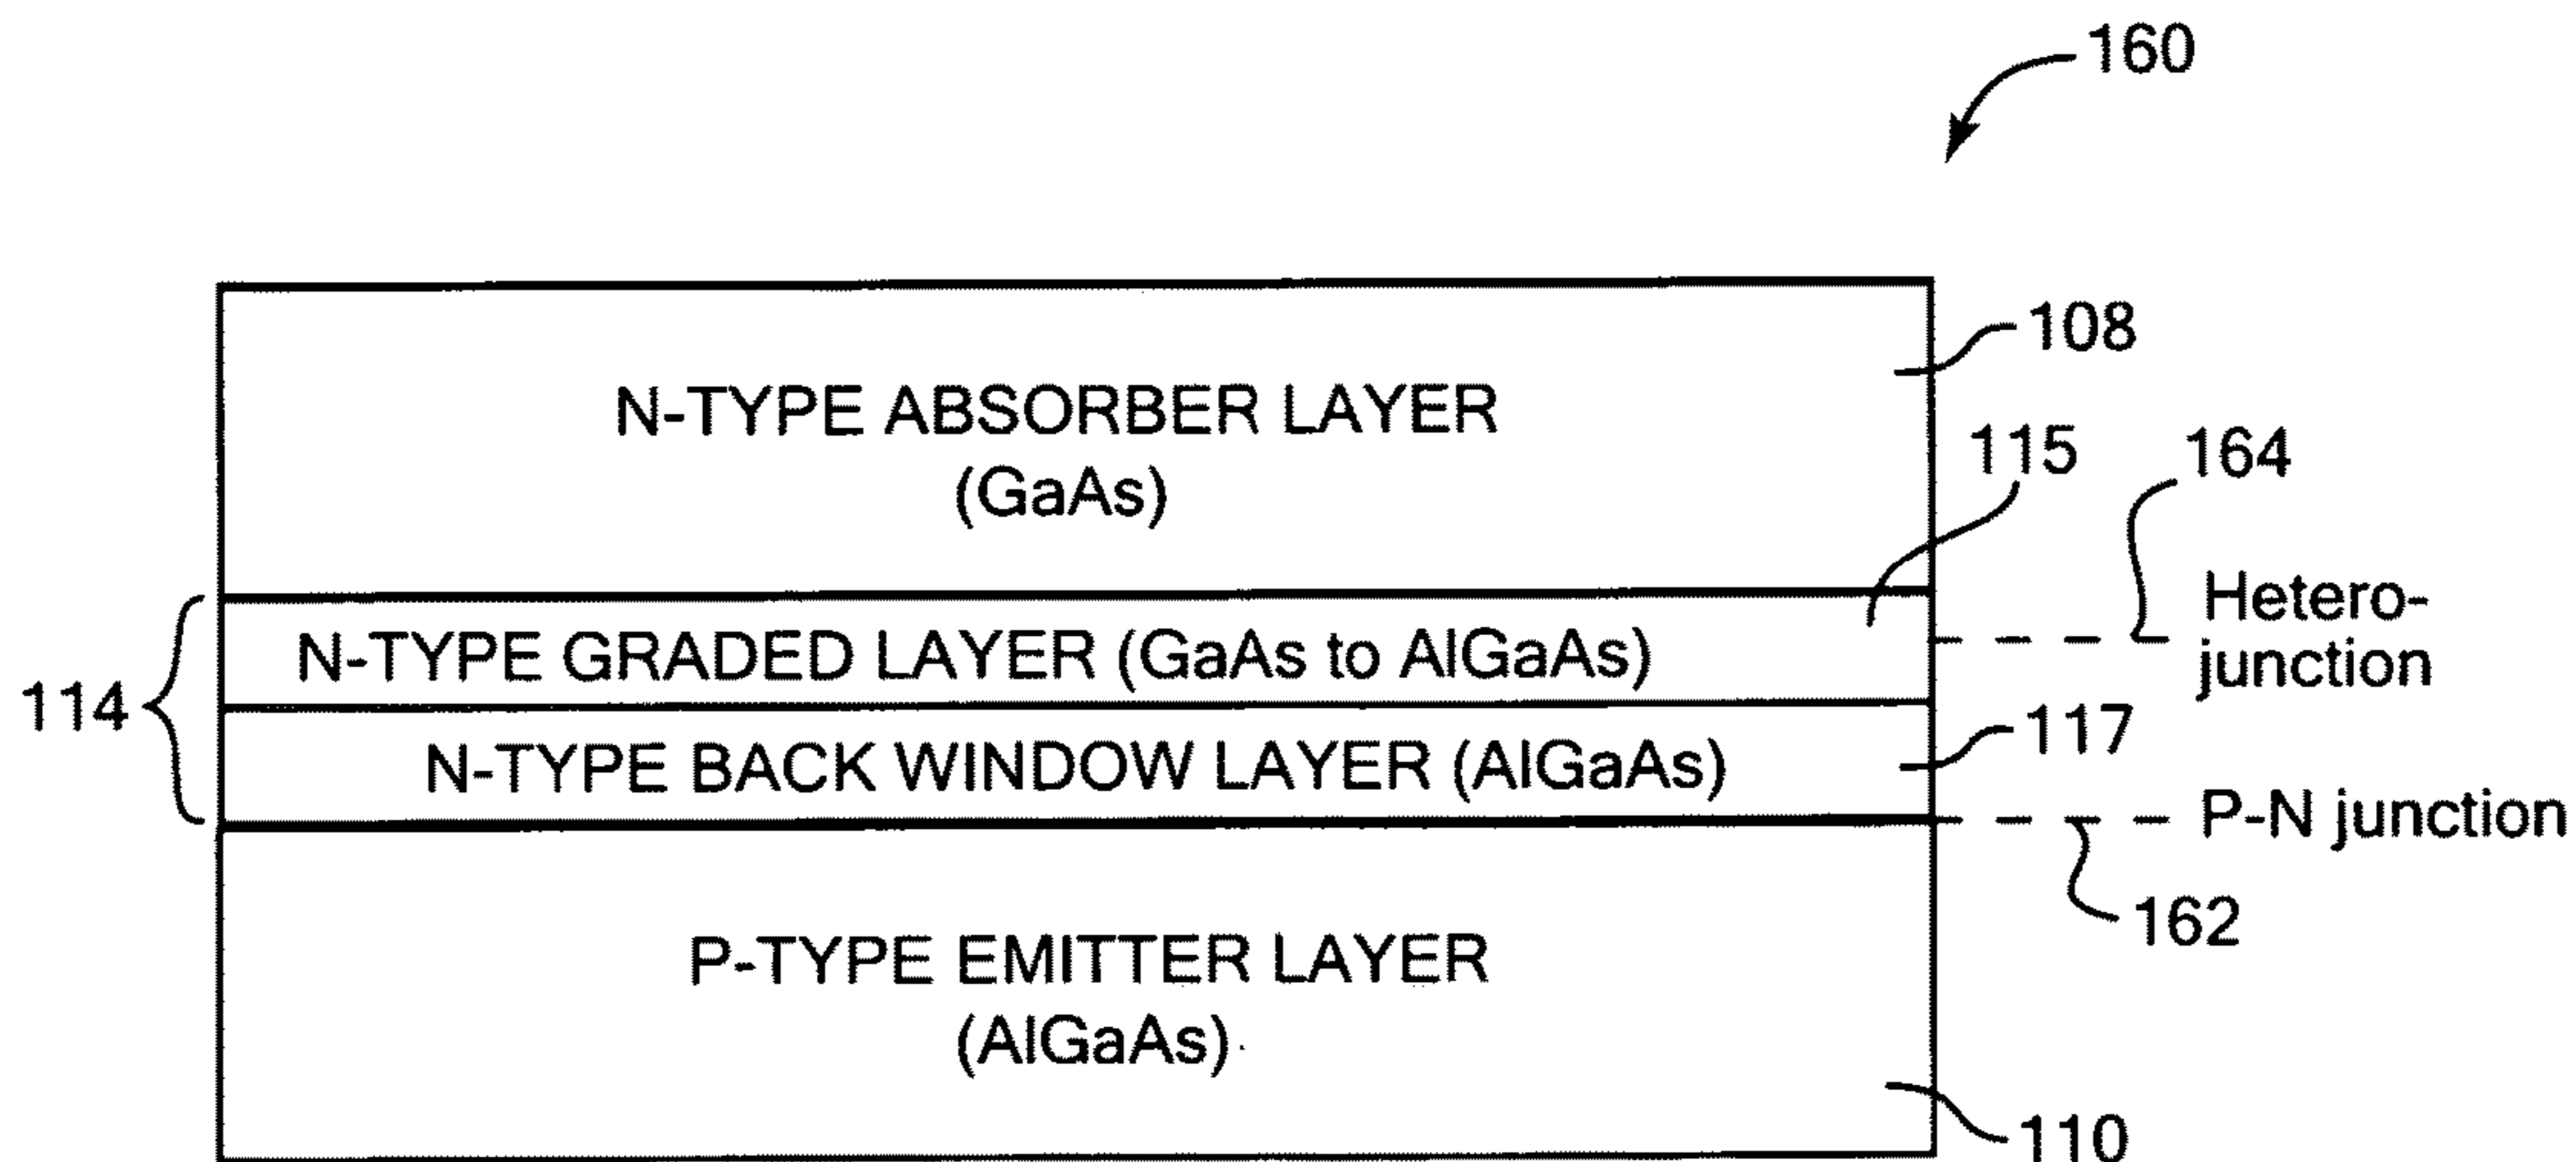 160
108
N-TYPE ABSORBER LAYER
(GaAs)
115
164
Hetero-
junction
N-TYPE GRADED LAYER (GaAs to AlGaAs)
114
117
N-TYPE BACK WINDOW LAYER (AlGaAs)
P-N junction
162
P-TYPE EMITTER LAYER
(AlGaAs)
110